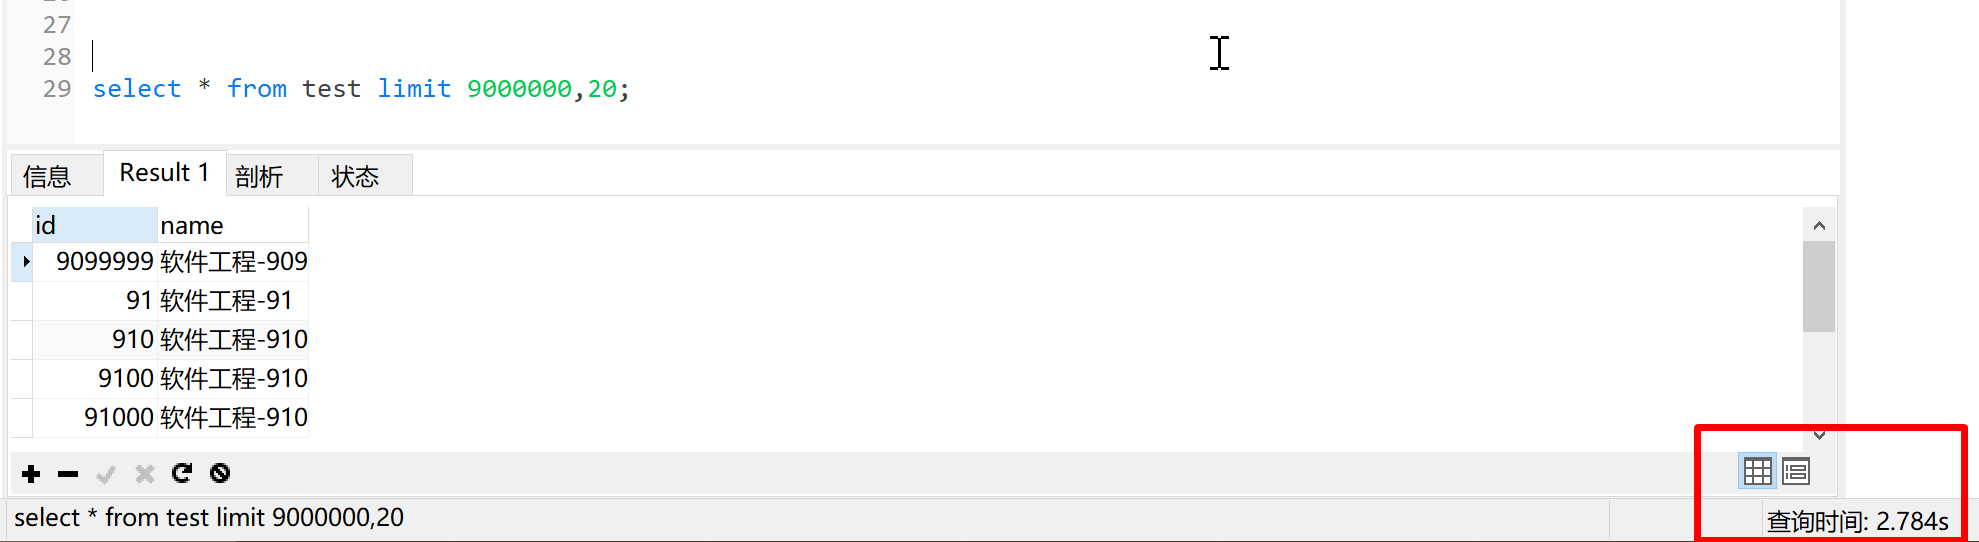 27
28
29 select * from test limit 9000000,20;
信息 Result 1 剖析 状态
id name
9099999 软件工程-909
91 软件工程-91
910 软件工程-910
9100 软件工程-910
91000 软件工程-910
select * from test limit 9000000,20 查询时间: 2.784s